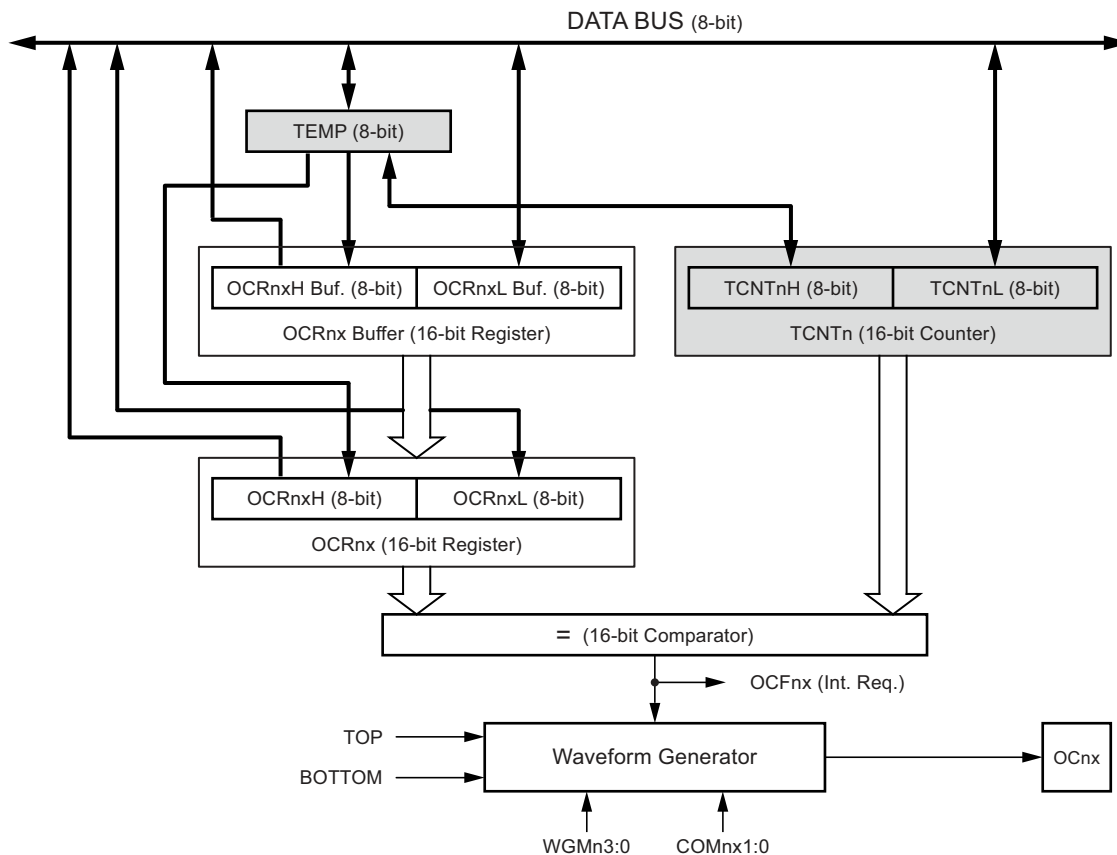 DATA BUS (8-bit)
TEMP (8-bit)
OCRnxH Buf. (8-bit) OCRnxL Buf. (8-bit)
OCRnx Buffer (16-bit Register)
TCNTnH (8-bit) TCNTnL (8-bit)
TCNTn (16-bit Counter)
OCRnxH (8-bit) OCRnxL (8-bit)
OCRnx (16-bit Register)
= (16-bit Comparator)
OCFnx (Int. Req.)
TOP
BOTTOM
Waveform Generator
OCnx
WGMn3:0 COMnx1:0